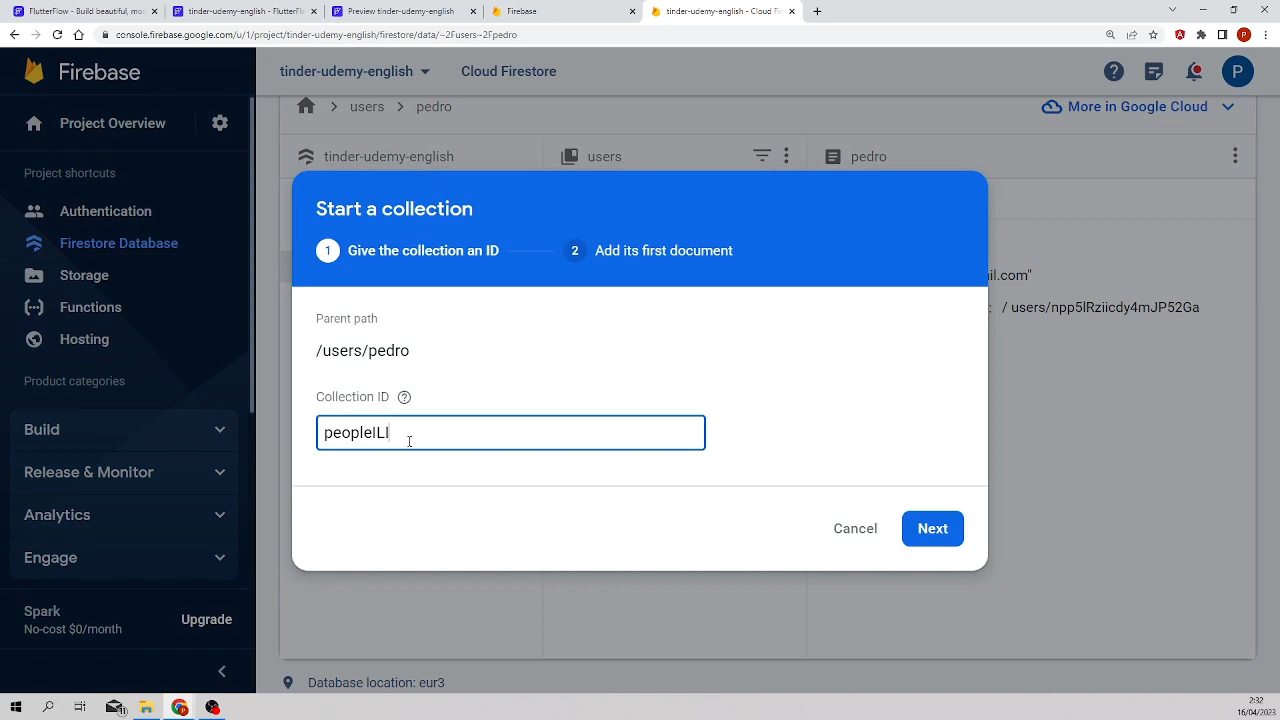 FlutterFlow - Build beautiful, mo
tinder-udemy-english - FlutterF
Preview tinder-udemy-english
Firebase
tinder-udemy-english - Cloud Fi
console.firebase.google.com/u/1/project/tinder-udemy-english/firestore/data/~2Fusers~2Fpedro
P
Firebase
tinder-udemy-english
Cloud Firestore
P
Project Overview
users
pedro
More in Google Cloud
tinder-udemy-english
users
pedro
Project shortcuts
Authentication
Firestore Database
Storage
Functions
Hosting
Product categories
Build
Release & Monitor
Analytics
Engage
Spark
No-cost $0/month
Upgrade
Start a collection
1 Give the collection an ID
2 Add its first document
Parent path
/users/pedro
Collection ID
peopleILI
Cancel
Next
il.com"
: / users/npp5lRziicdy4mJP52Ga
Database location: eur3
2:32
16/04/2023